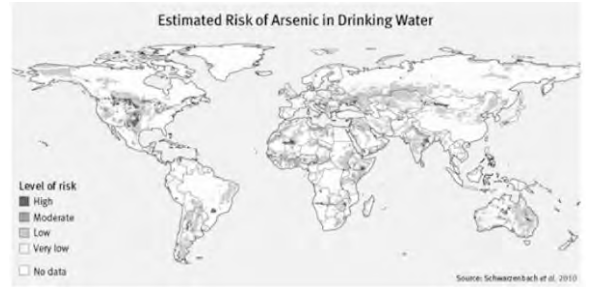 Estimated Risk of Arsenic in Drinking Water
Level of risk
High
Moderate
Low
Very low
No data
Source: Schwarzenbach et al, 2010